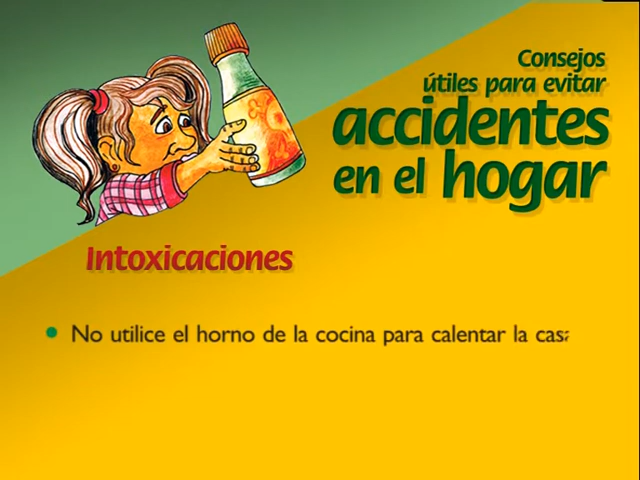 Consejos
útiles para evitar
accidentes
en el hogar
Intoxicaciones
• No utilice el horno de la cocina para calentar la casa